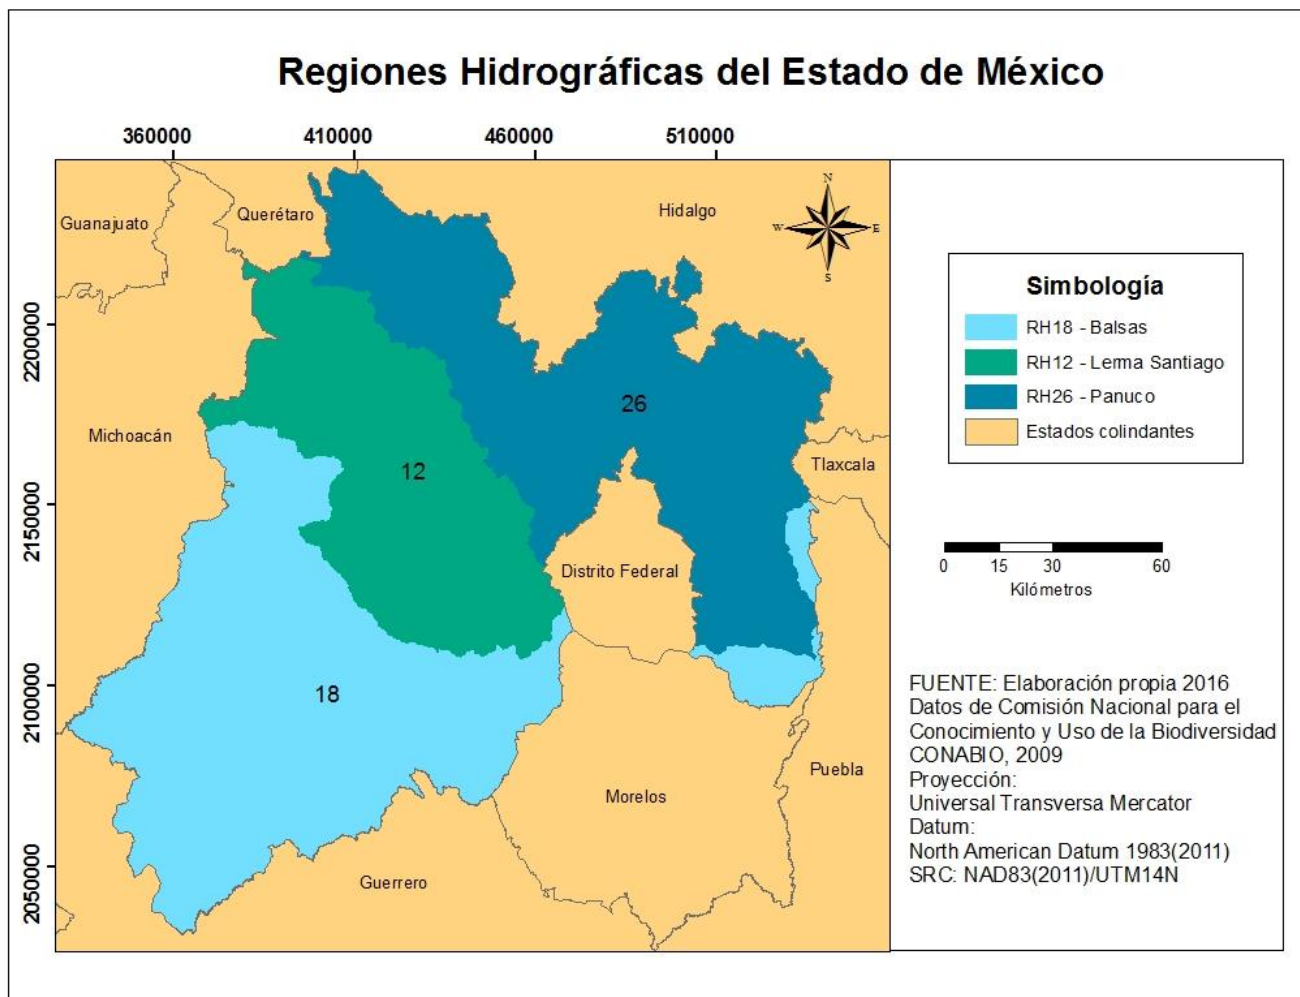 Regiones Hidrográficas del Estado de México
360000
410000
460000
510000
2200000
2150000
2100000
2050000
Guanajuato
Querétaro
Hidalgo
Michoacán
Tlaxcala
Distrito Federal
Morelos
Puebla
Guerrero
26
12
18
N
W
E
S
Simbología
RH18 - Balsas
RH12 - Lerma Santiago
RH26 - Panuco
Estados colindantes
0 15 30 60
Kilómetros
FUENTE: Elaboración propia 2016
Datos de Comisión Nacional para el
Conocimiento y Uso de la Biodiversidad
CONABIO, 2009
Proyección:
Universal Transversa Mercator
Datum:
North American Datum 1983(2011)
SRC: NAD83(2011)/UTM14N